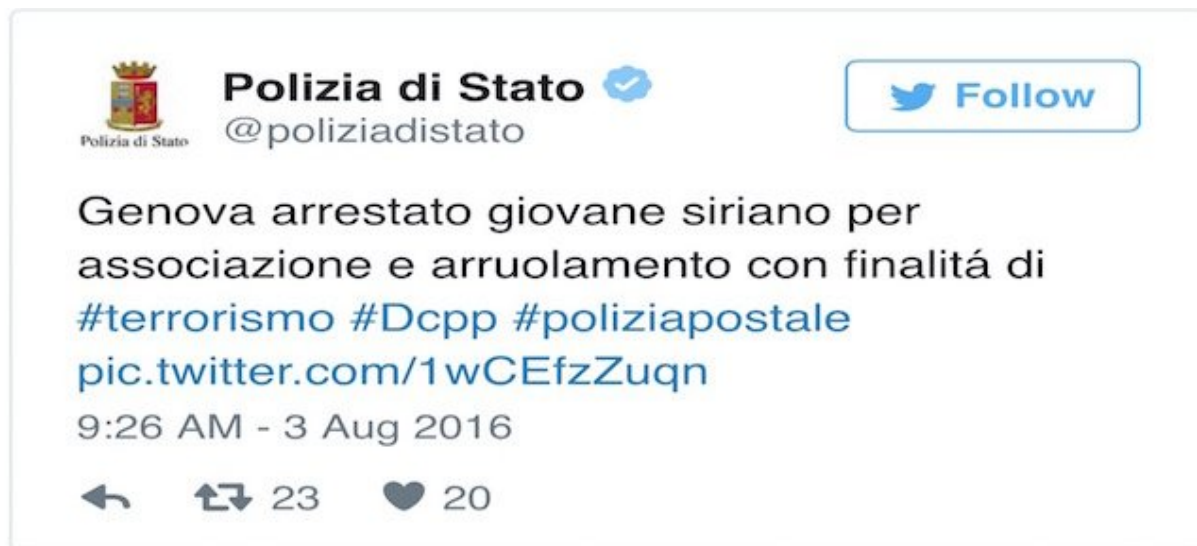 Polizia di Stato
Follow
@poliziadistato
Polizia di Stato
Genova arrestato giovane siriano per
associazione e arruolamento con finalitá di
#terrorismo #Dcpp #poliziapostale
pic.twitter.com/1wCEfzZuqn
9:26 AM - 3 Aug 2016
23 20